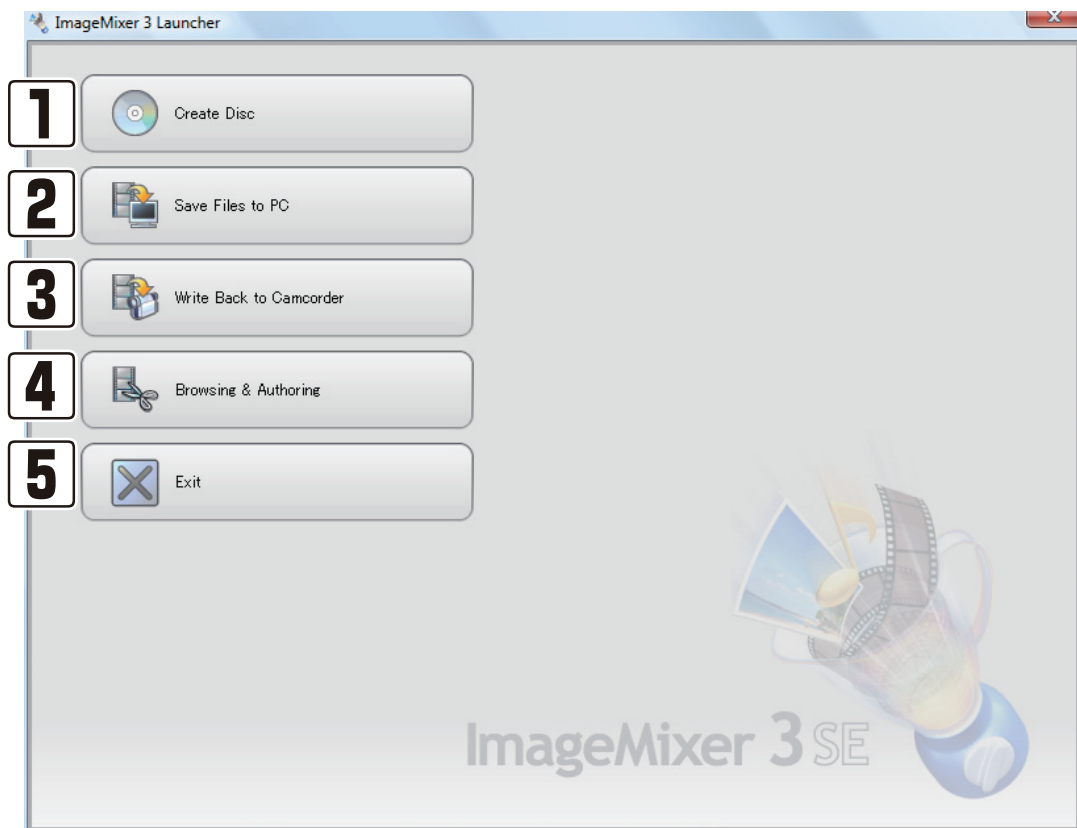 ImageMixer 3 Launcher
1
Create Disc
2
Save Files to PC
3
Write Back to Camcorder
4
Browsing & Authoring
5
Exit
ImageMixer 3 SE